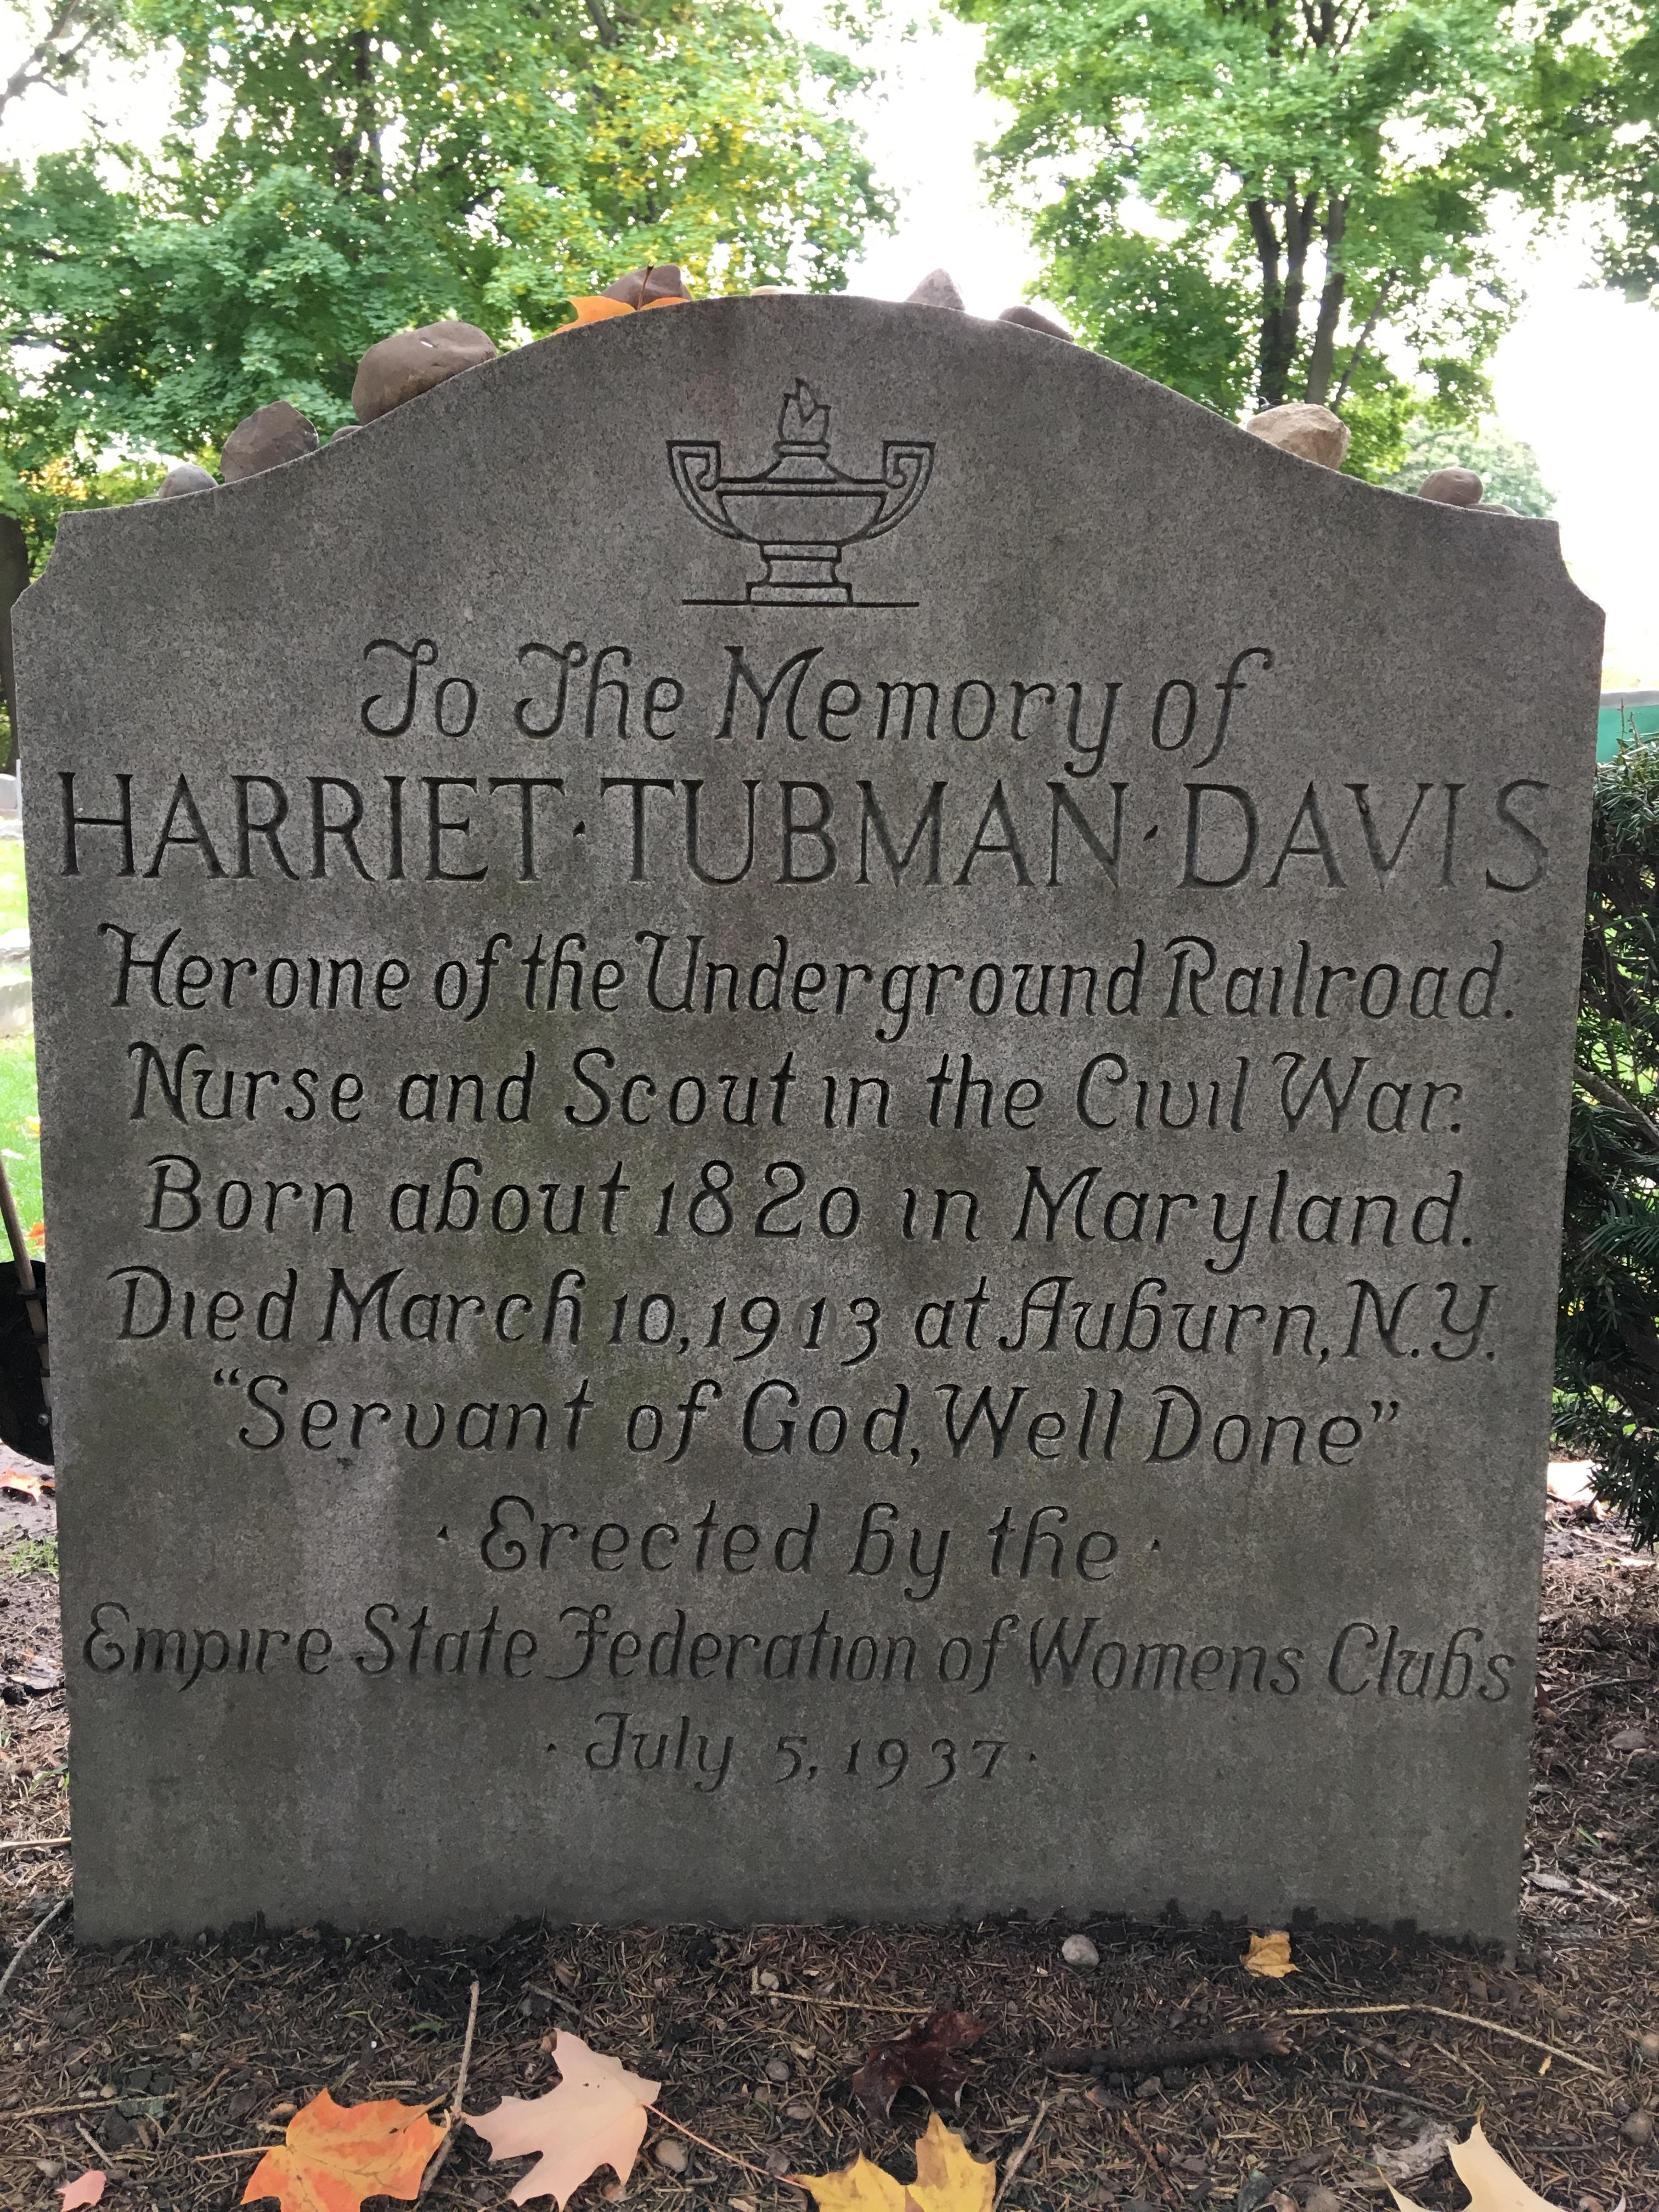 To The Memory of
HARRIET·TUBMAN·DAVIS
Heroine of the Underground Railroad.
Nurse and Scout in the Civil War.
Born about 1820 in Maryland.
Died March 10, 1913 at Auburn, N.Y.
“Servant of God, Well Done”
· Erected by the ·
Empire State Federation of Womens Clubs
· July 5, 1937 ·